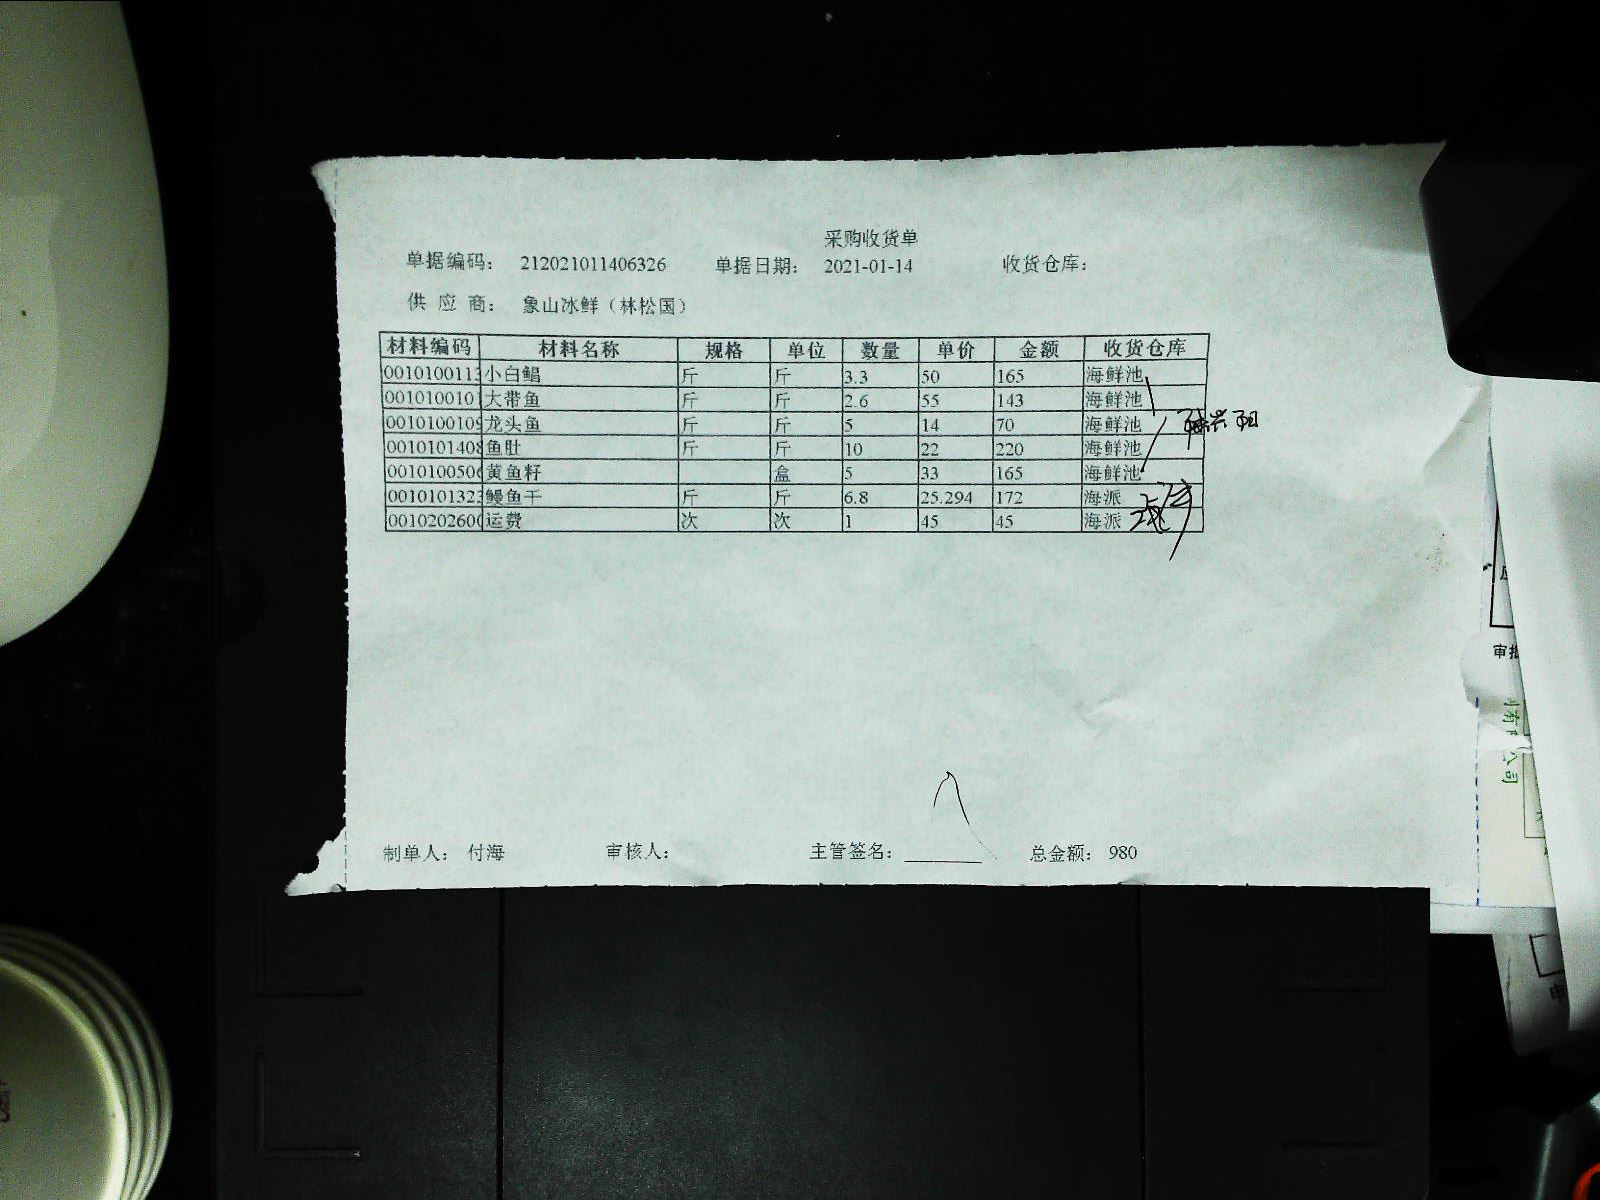 采购收货单
单据编码： 212021011406326 单据日期： 2021-01-14 收货仓库：
供 应 商： 象山冰鲜（林松国）
材料编码 材料名称 规格 单位 数量 单价 金额 收货仓库
001010011 小白鲳 斤 斤 3.3 50 165 海鲜池
001010010 大带鱼 斤 斤 2.6 55 143 海鲜池
001010010 龙头鱼 斤 斤 5 14 70 海鲜池
001010140 鱼肚 斤 斤 10 22 220 海鲜池
001010050 黄鱼籽 盒 5 33 165 海鲜池
001010132 鳗鱼干 斤 斤 6.8 25.294 172 海派
001020260 运费 次 次 1 45 45 海派
制单人： 付海 审核人： 主管签名： 总金额： 980